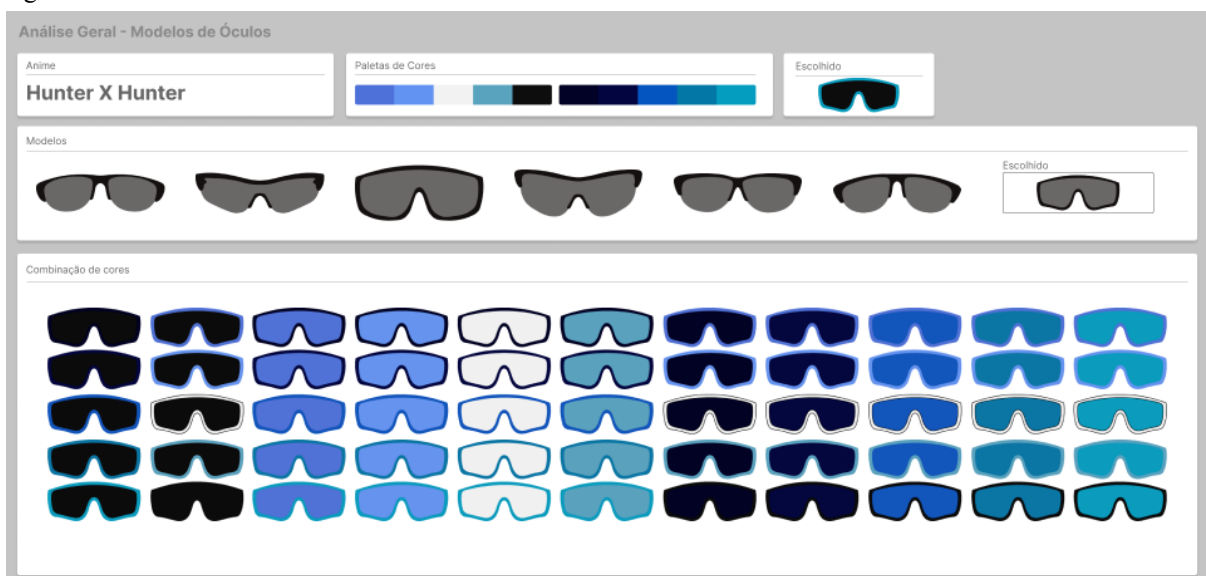 Análise Geral - Modelos de Óculos
Anime
Hunter X Hunter
Paletas de Cores
Escolhido
Modelos
Escolhido
Combinação de cores